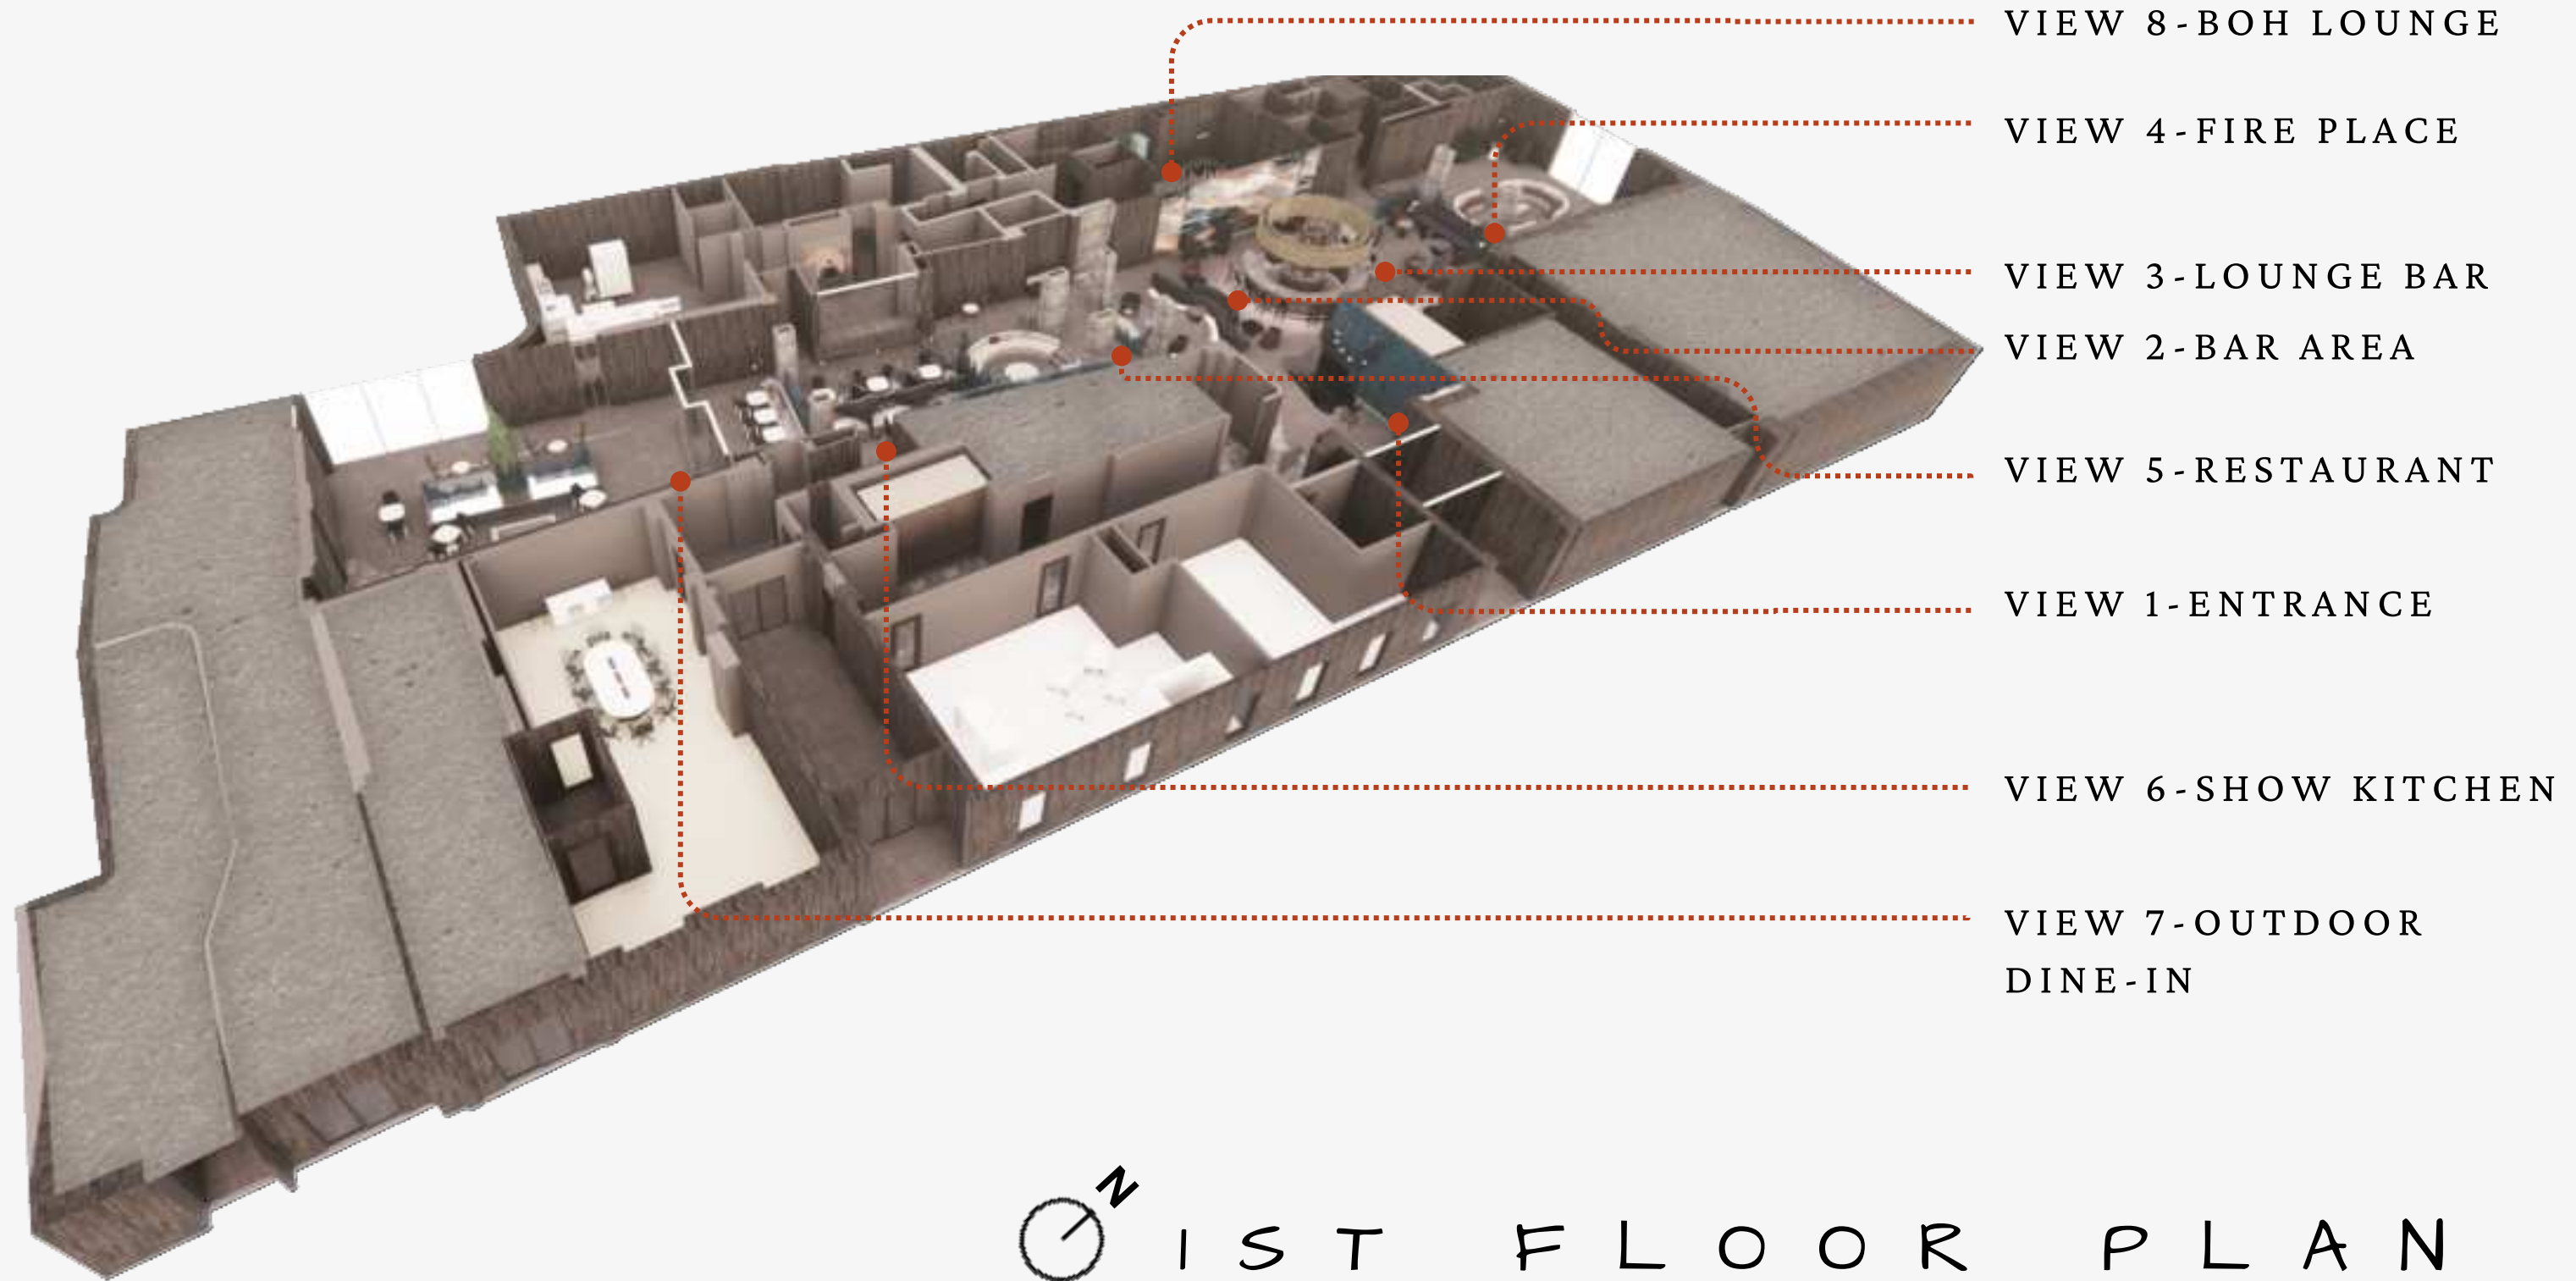 VIEW 8-BOH LOUNGE
VIEW 4-FIRE PLACE
VIEW 3-LOUNGE BAR
VIEW 2-BAR AREA
VIEW 5-RESTAURANT
VIEW 1-ENTRANCE
VIEW 6-SHOW KITCHEN
VIEW 7-OUTDOOR
DINE-IN
N
1ST FLOOR PLAN